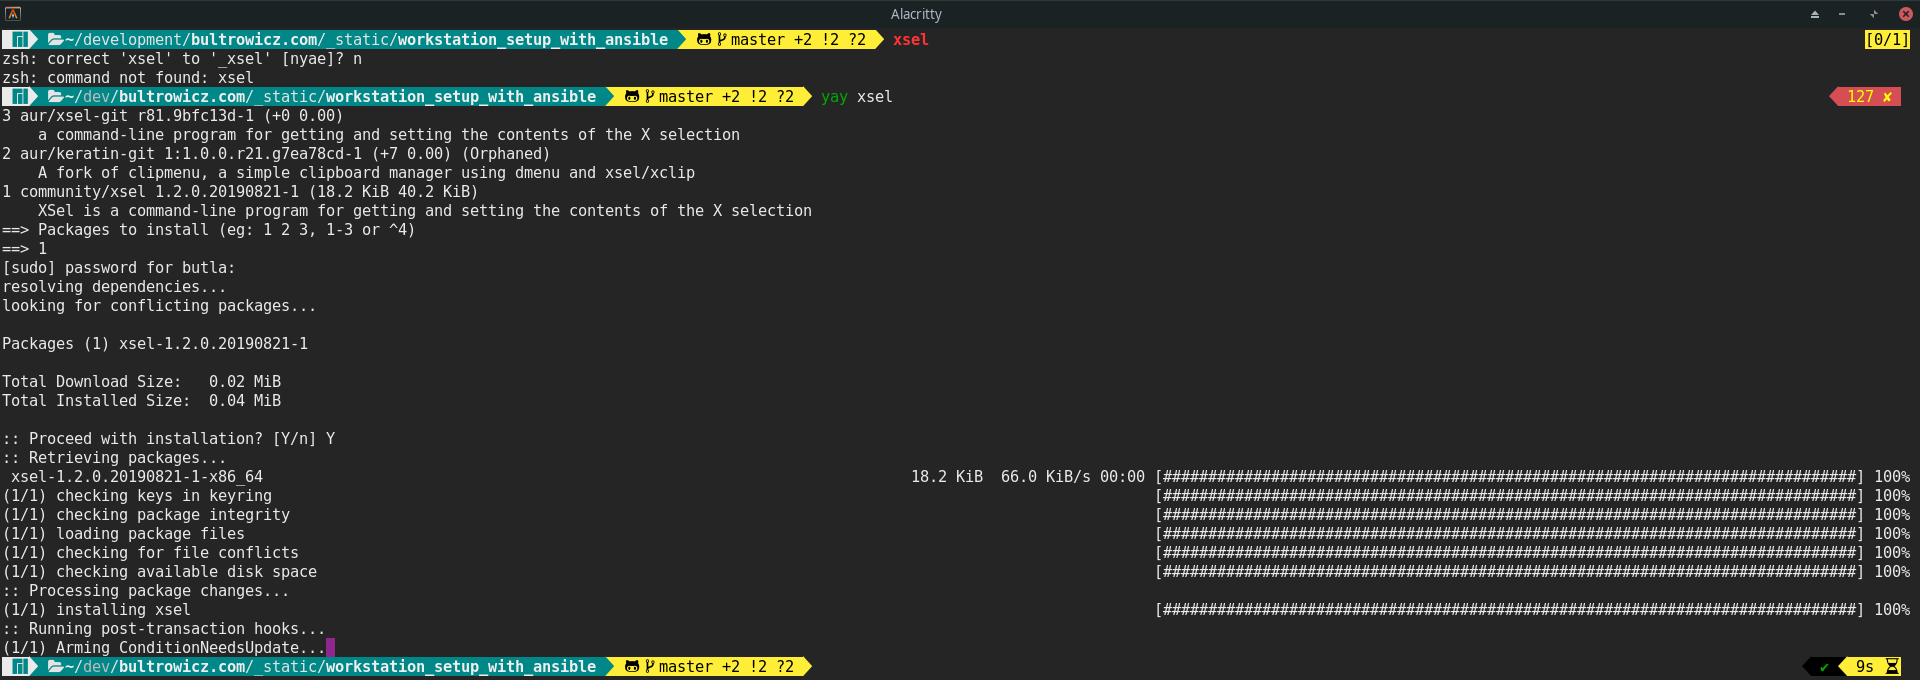 Alacritty
~/development/bultrowicz.com/_static/workstation_setup_with_ansible master +2 !2 ?2 xsel [0/1]
zsh: correct 'xsel' to '_xsel' [nyae]? n
zsh: command not found: xsel
~/dev/bultrowicz.com/_static/workstation_setup_with_ansible master +2 !2 ?2 yay xsel 127 ✘
3 aur/xsel-git r81.9bfc13d-1 (+0 0.00)
    a command-line program for getting and setting the contents of the X selection
2 aur/keratin-git 1:1.0.0.r21.g7ea78cd-1 (+7 0.00) (Orphaned)
    A fork of clipmenu, a simple clipboard manager using dmenu and xsel/xclip
1 community/xsel 1.2.0.20190821-1 (18.2 KiB 40.2 KiB)
    XSel is a command-line program for getting and setting the contents of the X selection
==> Packages to install (eg: 1 2 3, 1-3 or ^4)
==> 1
[sudo] password for butla:
resolving dependencies...
looking for conflicting packages...
Packages (1) xsel-1.2.0.20190821-1
Total Download Size:   0.02 MiB
Total Installed Size:  0.04 MiB
:: Proceed with installation? [Y/n] Y
:: Retrieving packages...
 xsel-1.2.0.20190821-1-x86_64 18.2 KiB  66.0 KiB/s 00:00 [#############################################################################] 100%
(1/1) checking keys in keyring [#############################################################################] 100%
(1/1) checking package integrity [#############################################################################] 100%
(1/1) loading package files [#############################################################################] 100%
(1/1) checking for file conflicts [#############################################################################] 100%
(1/1) checking available disk space [#############################################################################] 100%
:: Processing package changes...
(1/1) installing xsel [#############################################################################] 100%
:: Running post-transaction hooks...
(1/1) Arming ConditionNeedsUpdate...
~/dev/bultrowicz.com/_static/workstation_setup_with_ansible master +2 !2 ?2 ✔ 9s